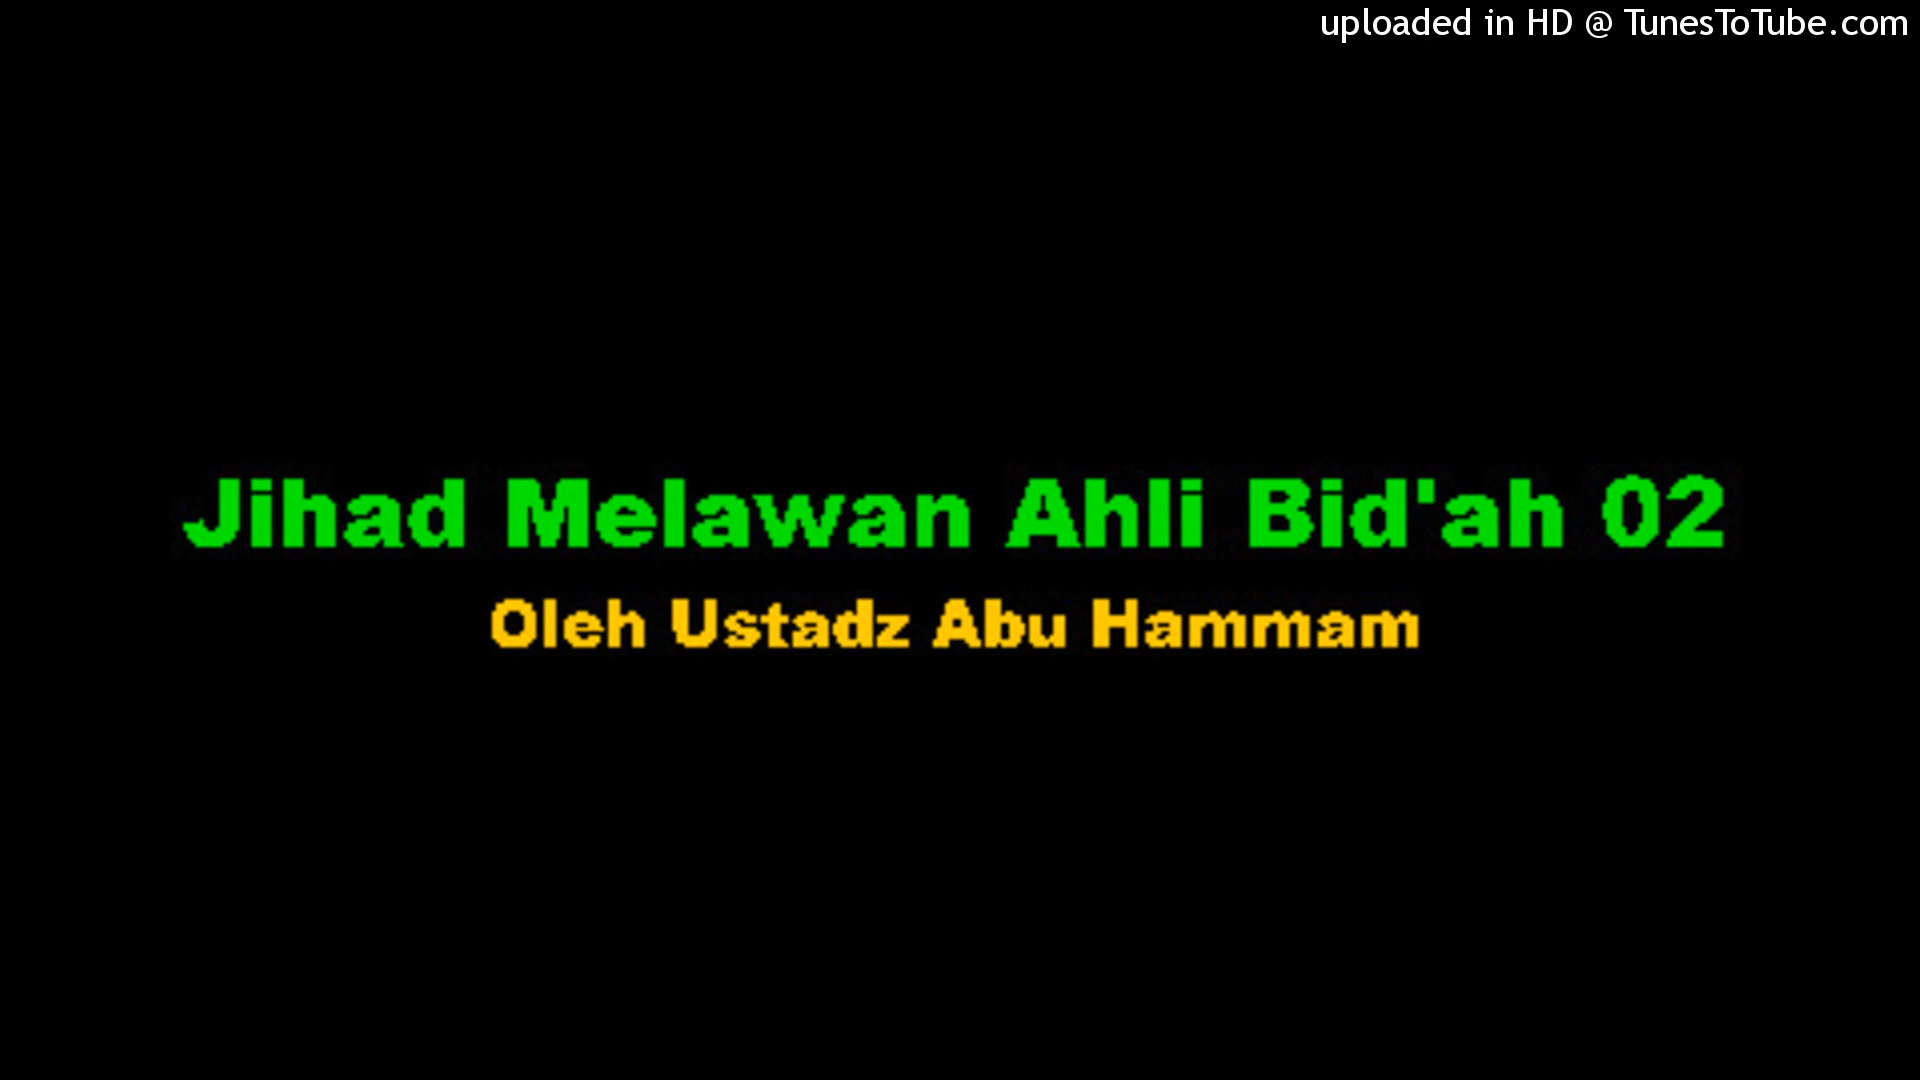 uploaded in HD @ TunesToTube.com
Jihad Melawan Ahli Bid'ah 02
Oleh Ustadz Abu Hammam